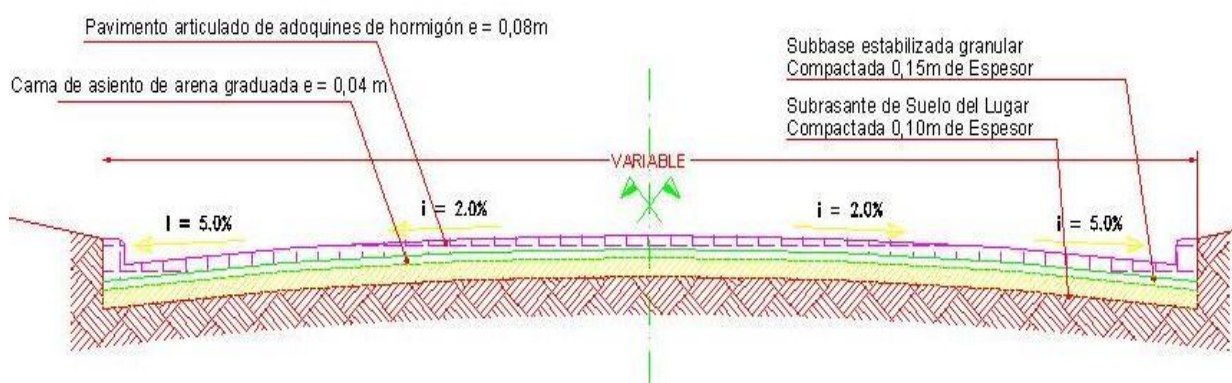 Pavimento articulado de adoquines de hormigón e = 0,08m
Cama de asiento de arena graduada e = 0,04 m
Subbase estabilizada granular
Compactada 0,15m de Espesor
Subrasante de Suelo del Lugar
Compactada 0,10m de Espesor
VARIABLE
I = 5.0%
i = 2.0%
i = 2.0%
i = 5.0%